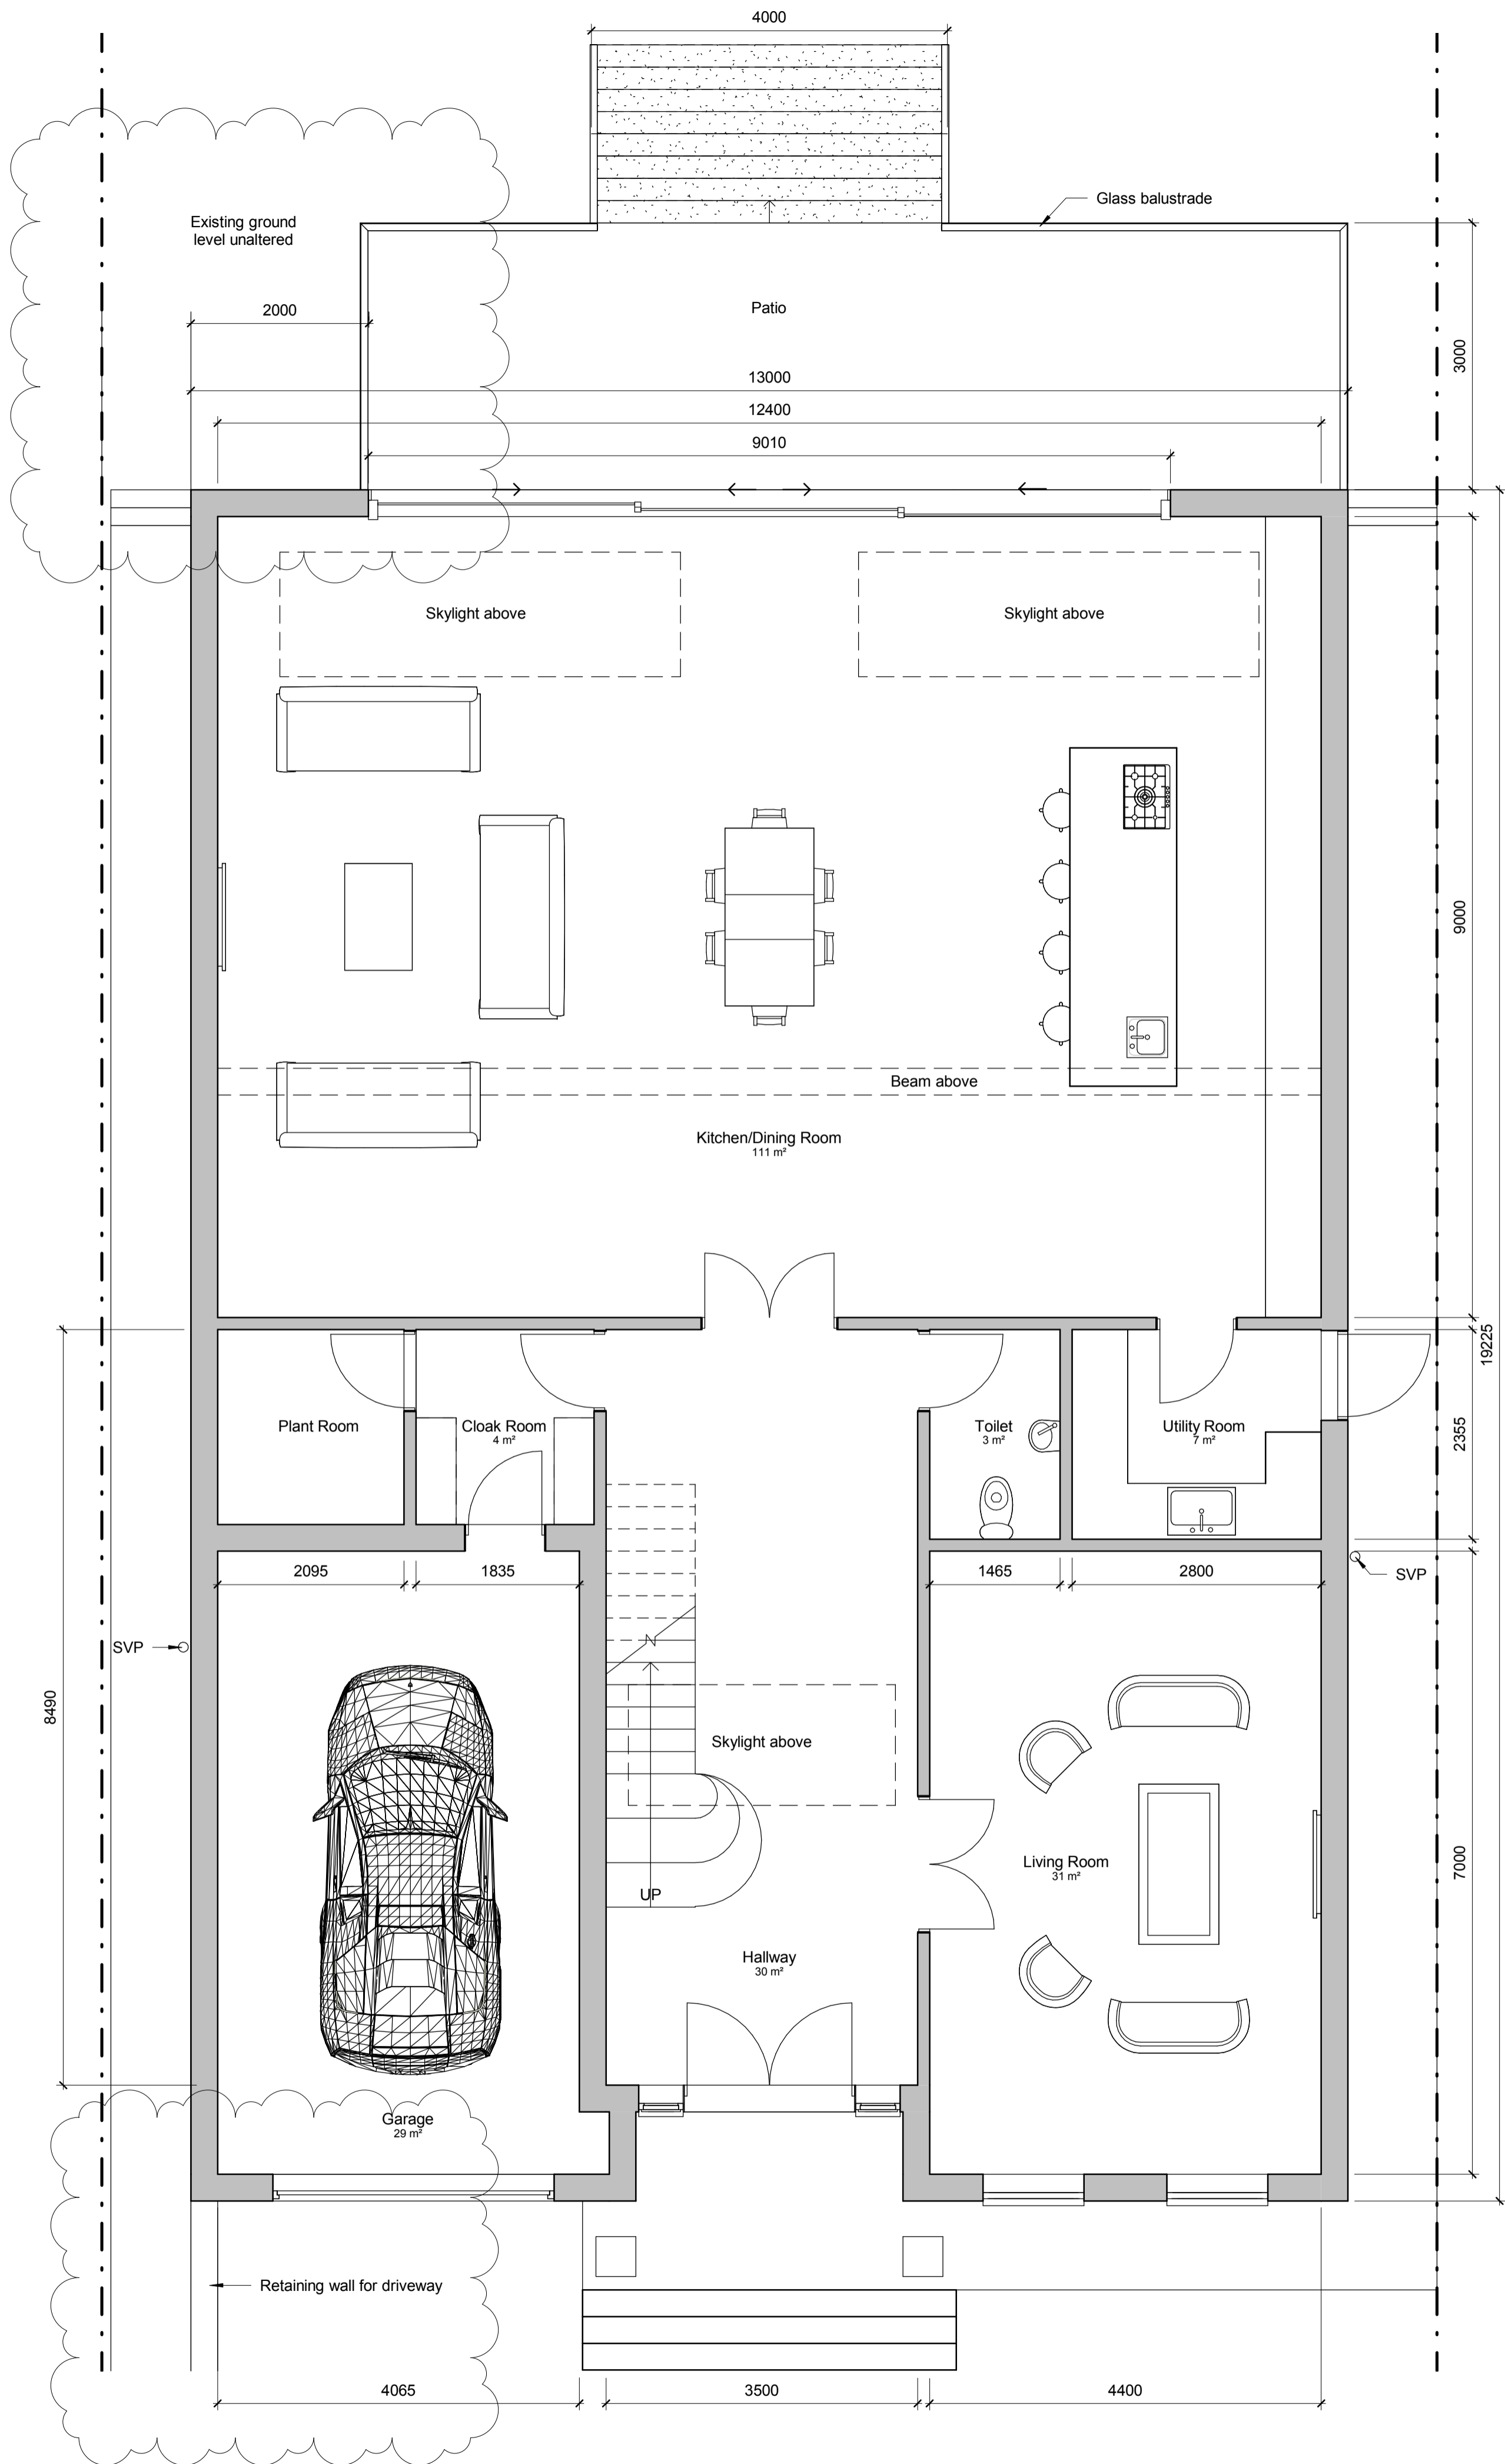 4000
Glass balustrade
Existing ground
level unaltered
2000
Patio
3000
13000
12400
9010
Skylight above
Skylight above
9000
Beam above
Kitchen/Dining Room
111 m²
19225
Plant Room
Cloak Room
4 m²
Toilet
3 m²
Utility Room
7 m²
2355
2095
1835
1465
2800
SVP
SVP
8490
Skylight above
7000
Living Room
31 m²
UP
Hallway
30 m²
Garage
29 m²
Retaining wall for driveway
4065
3500
4400